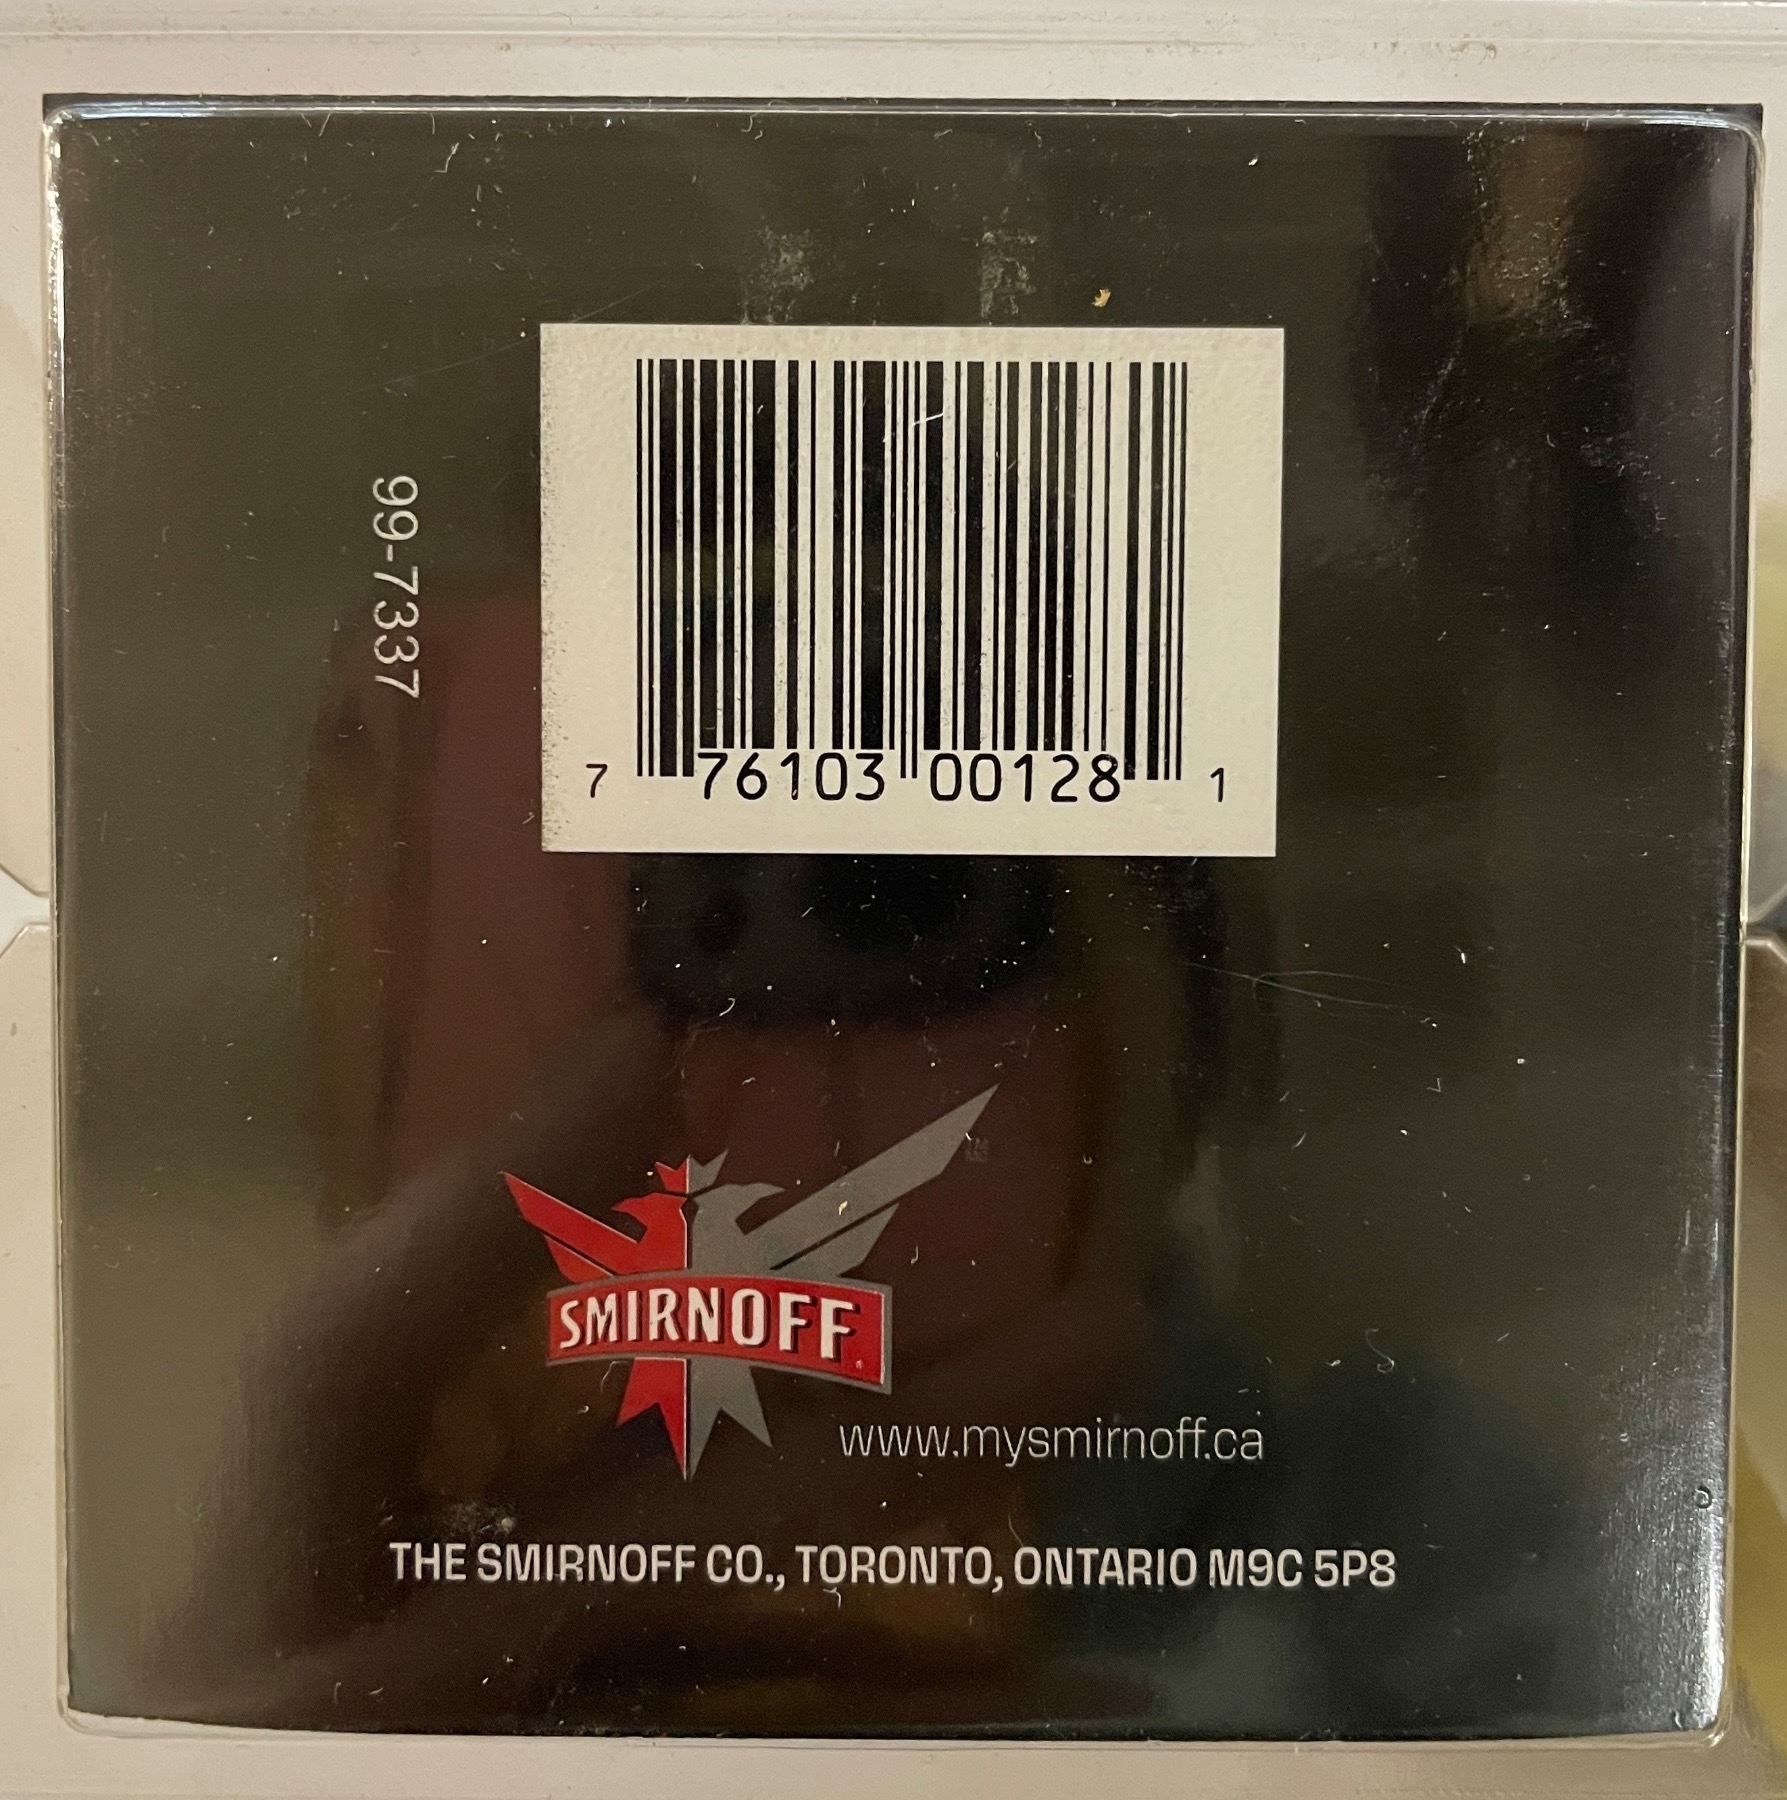 99-7337
7 76103 00128 1
SMIRNOFF
www.mysmirnoff.ca
THE SMIRNOFF CO., TORONTO, ONTARIO M9C 5P8